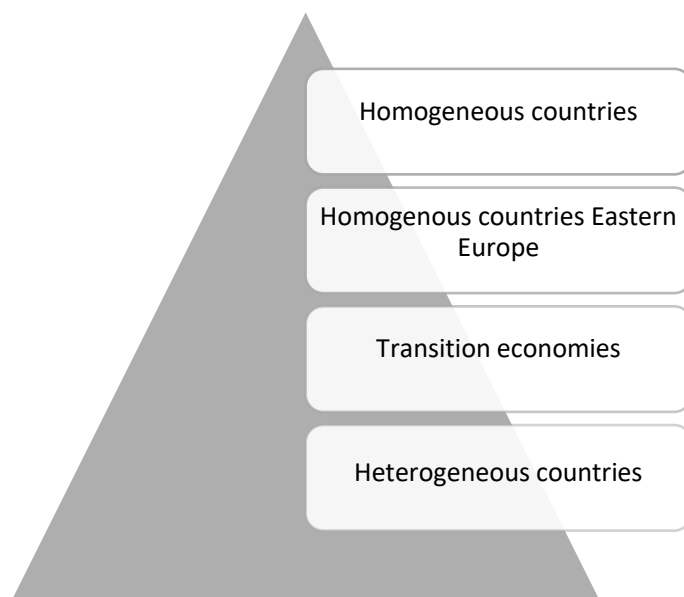 Homogeneous countries
Homogenous countries Eastern
Europe
Transition economies
Heterogeneous countries